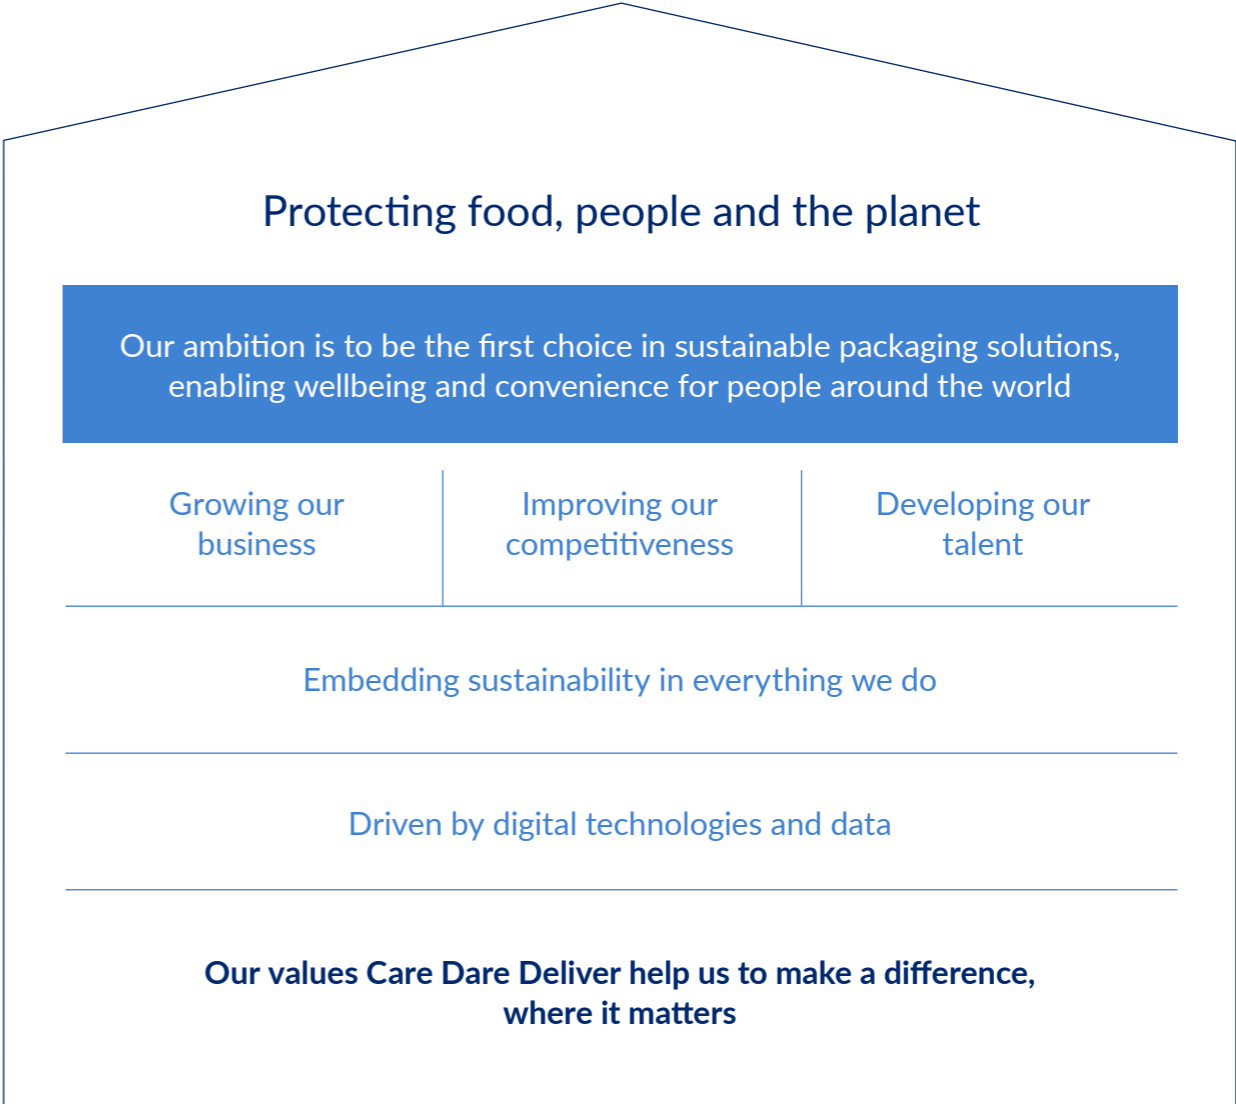 Protecting food, people and the planet
Our ambition is to be the first choice in sustainable packaging solutions,
enabling wellbeing and convenience for people around the world
Growing our
business
Improving our
competitiveness
Developing our
talent
Embedding sustainability in everything we do
Driven by digital technologies and data
Our values Care Dare Deliver help us to make a difference,
where it matters